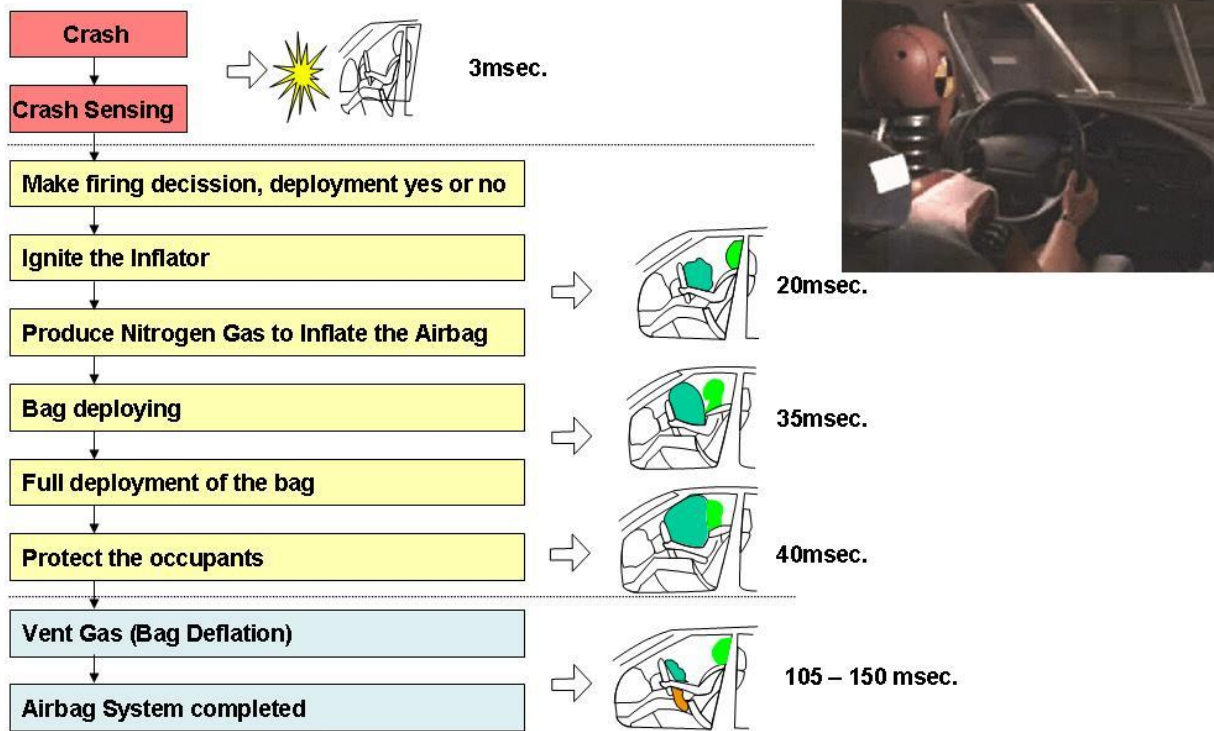 Crash
3msec.
Crash Sensing
Make firing decission, deployment yes or no
Ignite the Inflator
20msec.
Produce Nitrogen Gas to Inflate the Airbag
Bag deploying
35msec.
Full deployment of the bag
Protect the occupants
40msec.
Vent Gas (Bag Deflation)
105 – 150 msec.
Airbag System completed